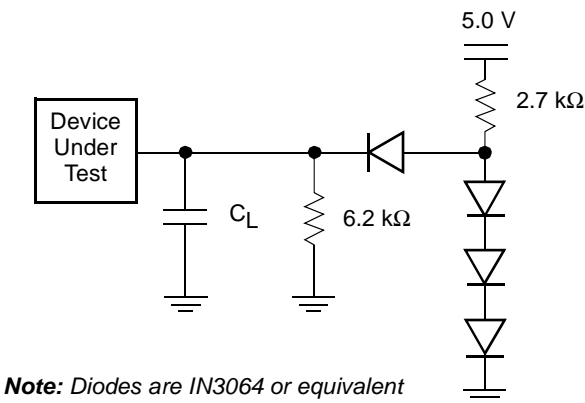 5.0 V
2.7 kΩ
Device
Under
Test
C_L
6.2 kΩ
Note: Diodes are IN3064 or equivalent